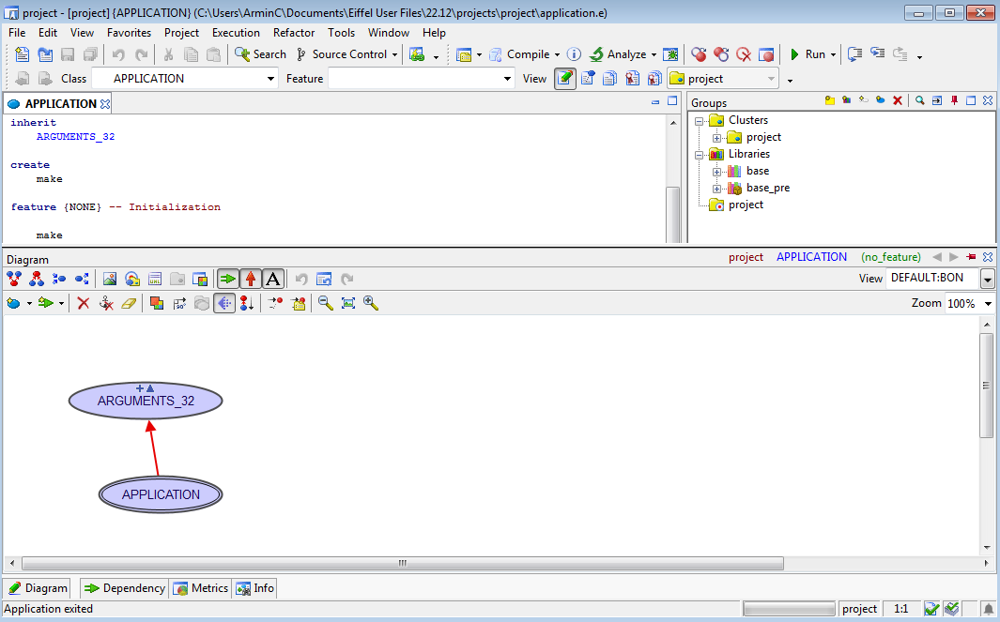 project - [project] {APPLICATION} (C:\Users\ArminC\Documents\Eiffel User Files\22.12\projects\project\application.e)
File Edit View Favorites Project Execution Refactor Tools Window Help
Search Source Control Compile Analyze Run
Class APPLICATION Feature View project
APPLICATION
inherit
ARGUMENTS_32
create
make
feature {NONE} -- Initialization
make
Groups
Clusters
project
Libraries
base
base_pre
project
Diagram project APPLICATION (no_feature)
A View DEFAULT:BON
Zoom 100%
ARGUMENTS_32
APPLICATION
Diagram Dependency Metrics Info
Application exited project 1:1